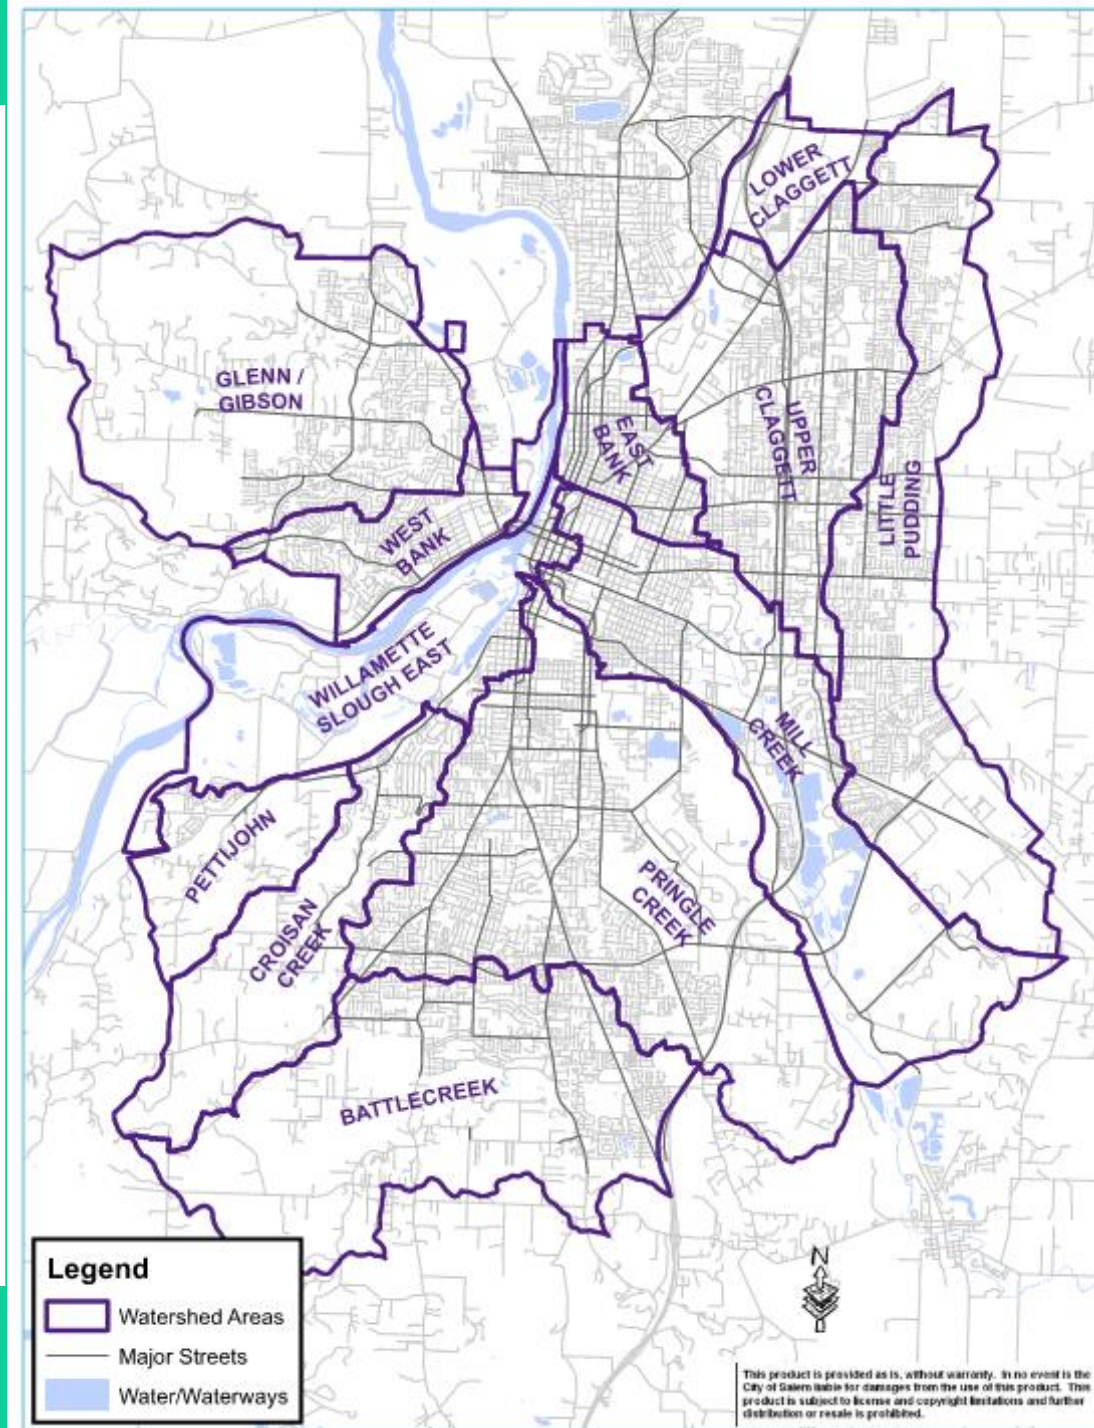 LOWER
CLAGGETT
GLENN /
GIBSON
EAST
BANK
UPPER
CLAGGETT
LITTLE
PUDDING
WEST
BANK
WILLAMETTE
SLOUGH EAST
MILL
CREEK
PETTIJOHN
CROISAN
CREEK
PRINGLE
CREEK
BATTLECREEK
Legend
Watershed Areas
Major Streets
Water/Waterways
N
This product is provided as is, without warranty. In no event is the
City of Salem liable for damages from the use of this product. This
product is subject to license and copyright limitations and further
distribution or resale is prohibited.